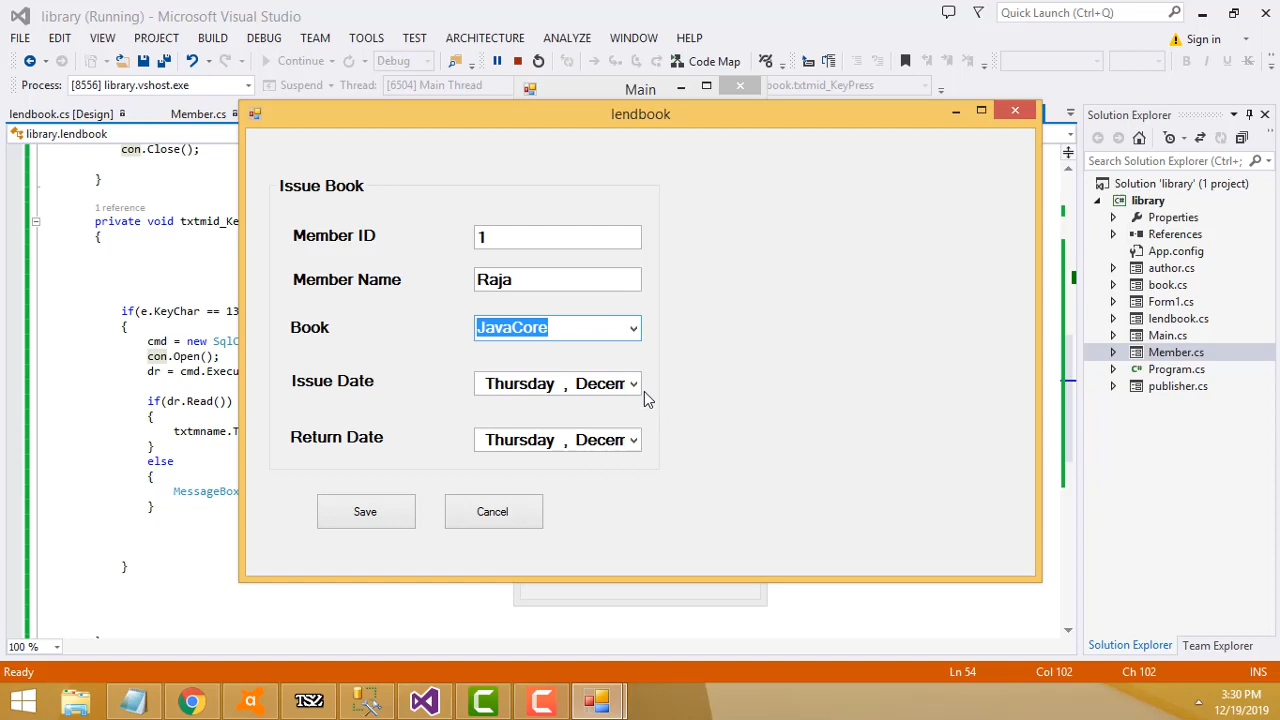 library (Running) - Microsoft Visual Studio
Quick Launch (Ctrl+Q)
FILE EDIT VIEW PROJECT BUILD DEBUG TEAM TOOLS TEST ARCHITECTURE ANALYZE WINDOW HELP
Sign in
Continue Debug Code Map
Process: [8556] library.vshost.exe Suspend Thread: [6504] Main Thread Main book.txtmid_KeyPress
lendbook.cs [Design] Member.cs lendbook Solution Explorer
library.lendbook
con.Close();
Search Solution Explorer (Ctrl+;)
}
Issue Book
Solution 'library' (1 project)
library
1 reference
private void txtmid_Ke
Properties
{
Member ID 1
References
App.config
Member Name Raja
author.cs
book.cs
Form1.cs
if(e.KeyChar == 13
lendbook.cs
{
Book JavaCore
Main.cs
cmd = new SqlC
con.Open();
Member.cs
dr = cmd.Execu
Program.cs
Issue Date Thursday , Decem
publisher.cs
if(dr.Read())
{
txtmname.T
Return Date Thursday , Decem
}
else
{
MessageBox
}
Save Cancel
}
100 %
Solution Explorer Team Explorer
Ready Ln 54 Col 102 Ch 102 INS
TSZ
3:30 PM
12/19/2019